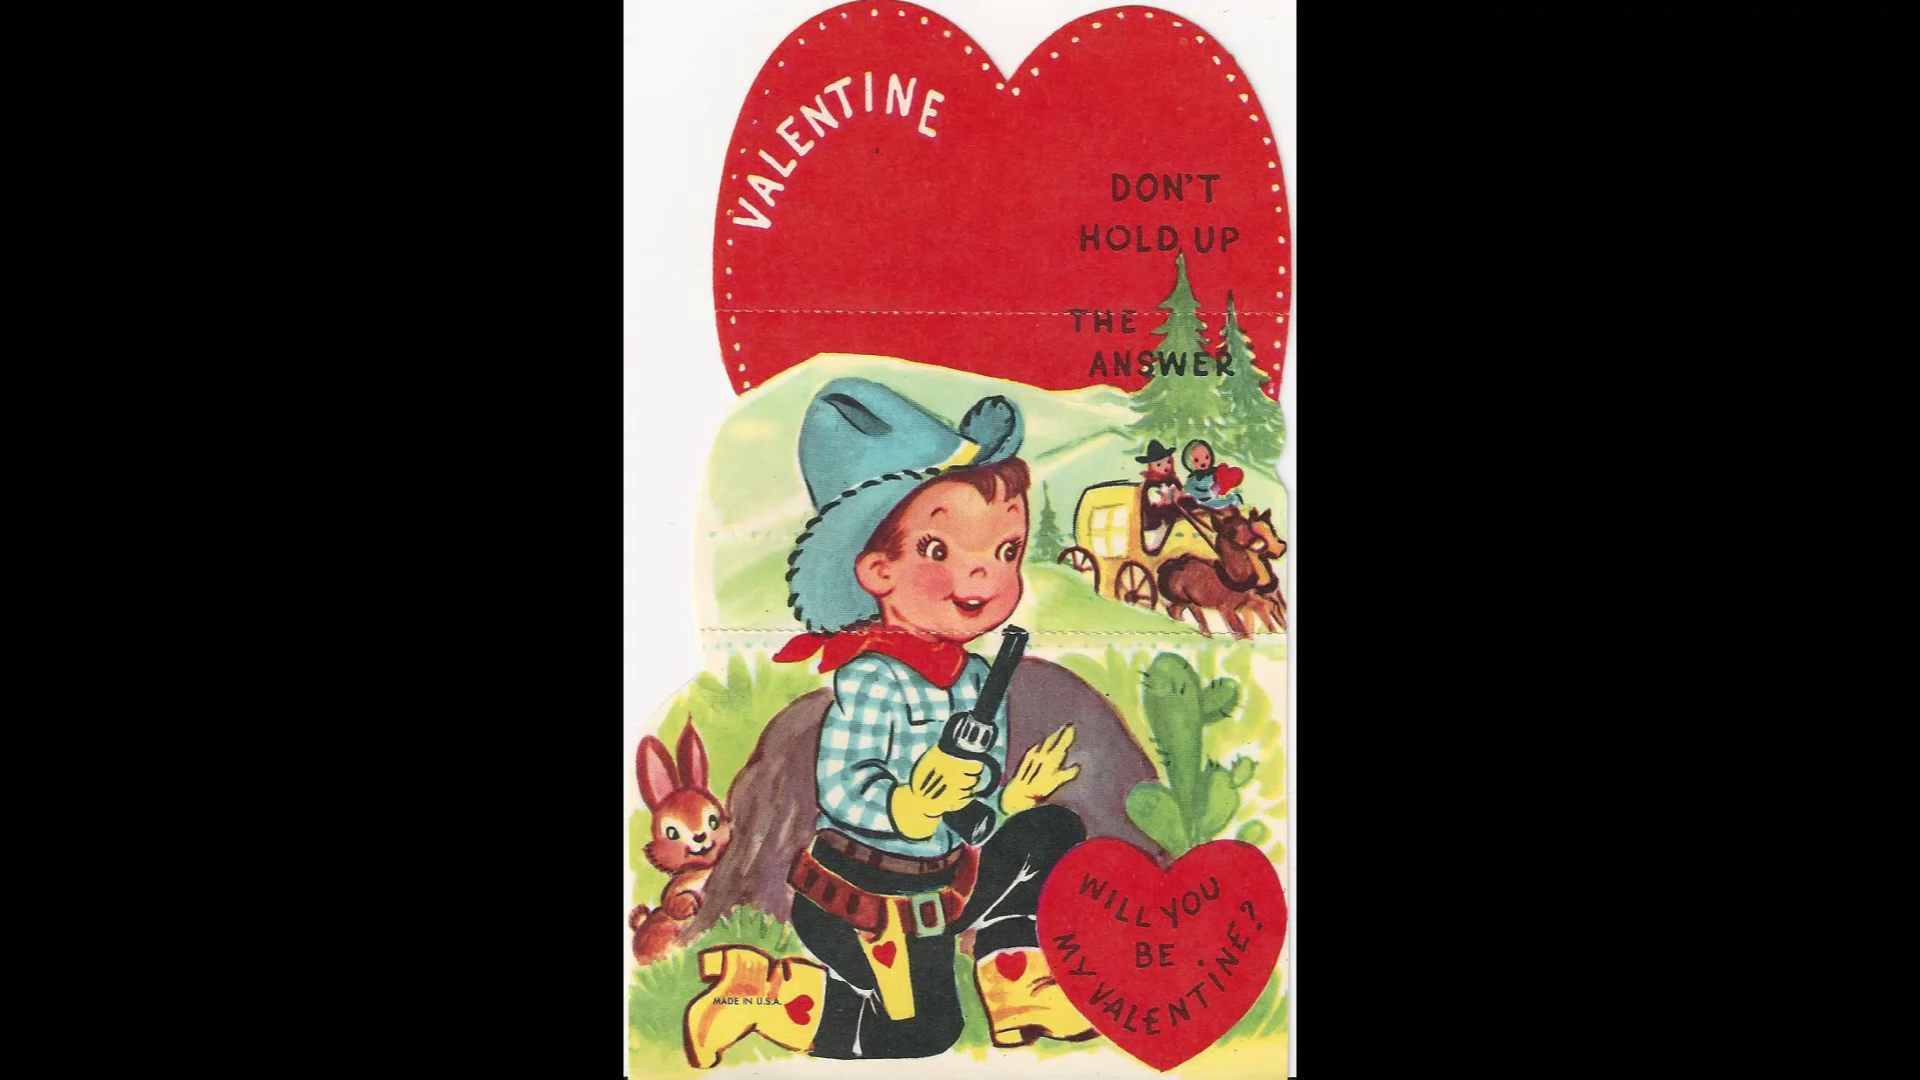 VALENTINE
DON'T
HOLD UP
THE
ANSWER
WILL YOU
BE
MY VALENTINE?
MADE IN U.S.A.